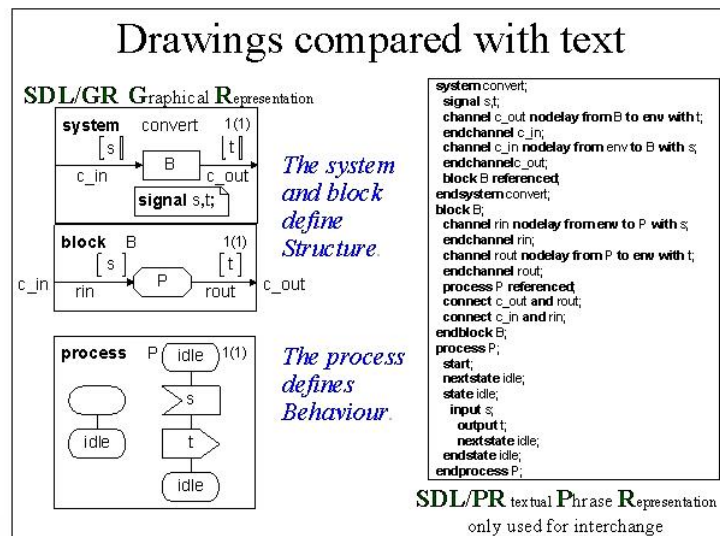 Drawings compared with text
SDL/GR Graphical Representation
system convert 1(1)
[s] [t]
B
c_in c_out
signal s,t;
block B 1(1)
[s] [t]
c_in P c_out
rin rout
The system
and block
define
Structure.
process P idle 1(1)
s
idle t
idle
The process
defines
Behaviour.
system convert;
signal s,t;
channel c_out nodelay from B to env with t;
endchannel c_in;
channel c_in nodelay from env to B with s;
endchannel c_out;
block B referenced;
endsystem convert;
block B;
channel rin nodelay from env to P with s;
endchannel rin;
channel rout nodelay from P to env with t;
endchannel rout;
process P referenced;
connect c_out and rout;
connect c_in and rin;
endblock B;
process P;
start;
nextstate idle;
state idle;
input s;
output t;
nextstate idle;
endstate idle;
endprocess P;
SDL/PR textual Phrase Representation
only used for interchange